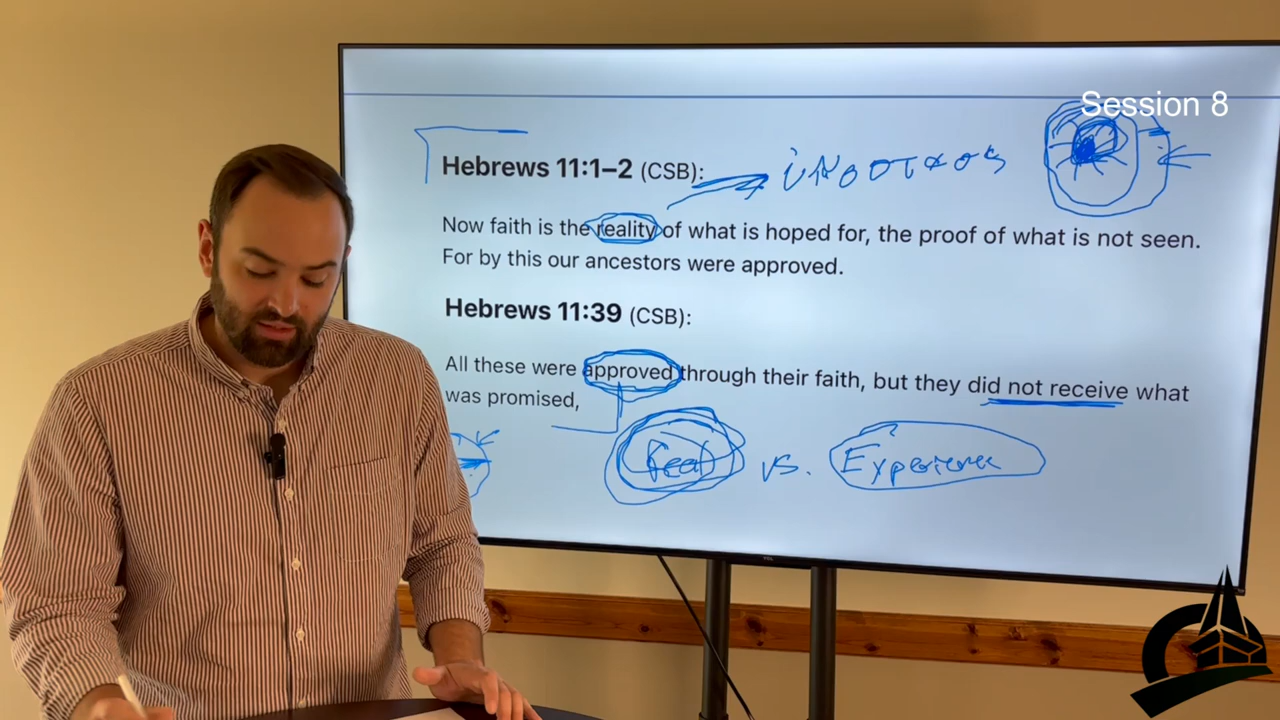 Session 8
Hebrews 11:1–2 (CSB):
Now faith is the reality of what is hoped for, the proof of what is not seen.
For by this our ancestors were approved.
Hebrews 11:39 (CSB):
All these were approved through their faith, but they did not receive what
was promised,
vs. Experience